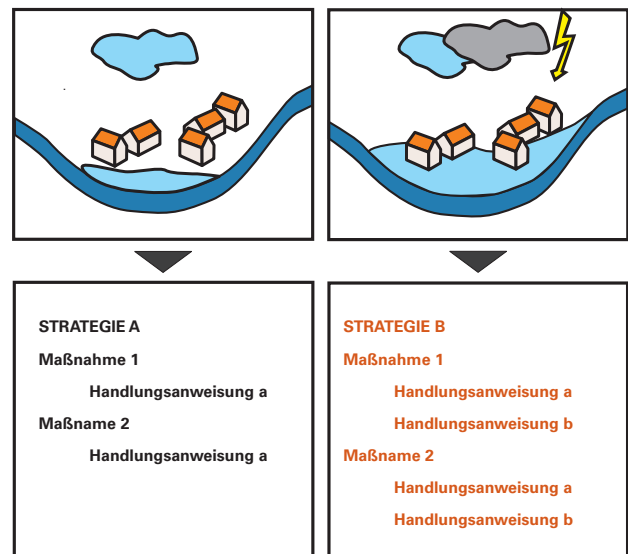 STRATEGIE A
Maßnahme 1
Handlungsanweisung a
Maßname 2
Handlungsanweisung a
STRATEGIE B
Maßnahme 1
Handlungsanweisung a
Handlungsanweisung b
Maßname 2
Handlungsanweisung a
Handlungsanweisung b